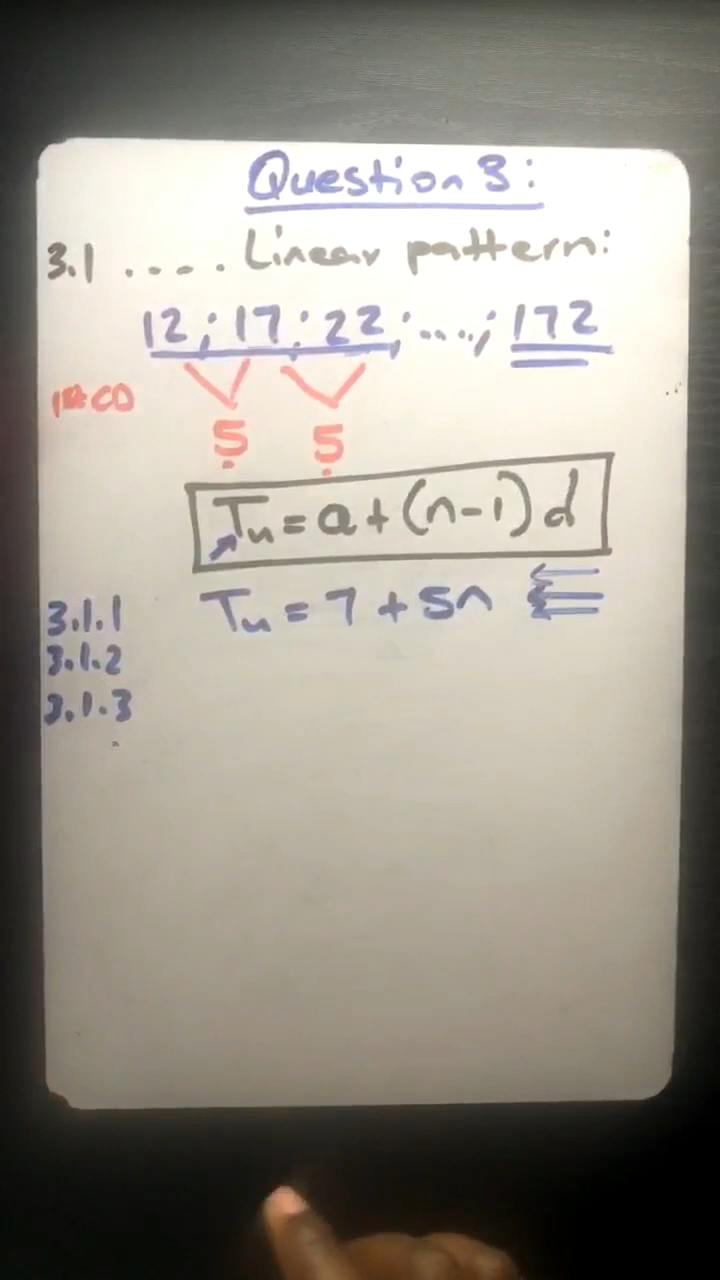 Question 3:
3.1 .... Linear pattern:
12; 17; 22; ...; 172
CD
5 5
Tn = a + (n-1) d
3.1.1 Tn = 7 + 5n
3.1.2
3.1.3